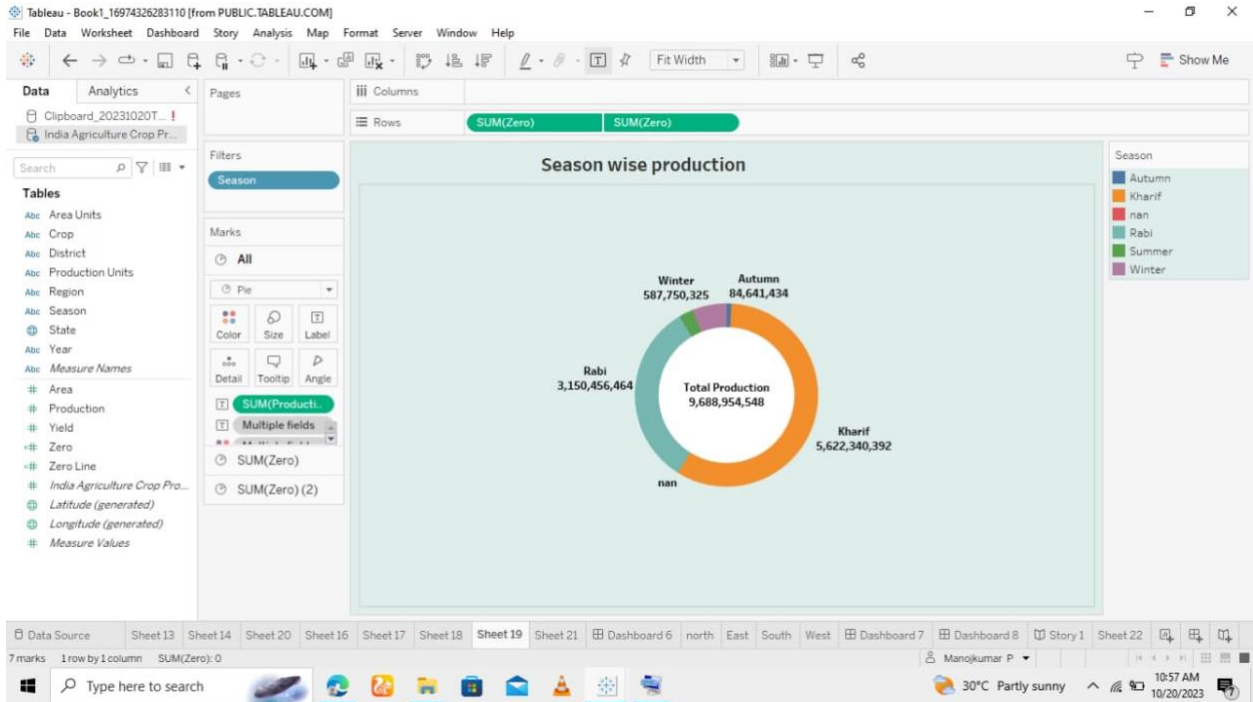 Tableau - Book1_16974326283110 [from PUBLIC.TABLEAU.COM]
File Data Worksheet Dashboard Story Analysis Map Format Server Window Help
Fit Width
Show Me
Data Analytics
Clipboard_20231020T... !
India Agriculture Crop Pr...
Search
Tables
Abc Area Units
Abc Crop
Abc District
Abc Production Units
Abc Region
Abc Season
State
Abc Year
Abc Measure Names
# Area
# Production
# Yield
=# Zero
=# Zero Line
# India Agriculture Crop Pro...
Latitude (generated)
Longitude (generated)
# Measure Values
Pages
Filters
Season
Marks
All
Pie
Color Size Label
Detail Tooltip Angle
SUM(Producti..
Multiple fields
SUM(Zero)
SUM(Zero) (2)
Columns
Rows SUM(Zero) SUM(Zero)
Season wise production
Winter
587,750,325
Autumn
84,641,434
Rabi
3,150,456,464
Total Production
9,688,954,548
Kharif
5,622,340,392
nan
Season
Autumn
Kharif
nan
Rabi
Summer
Winter
Data Source Sheet 13 Sheet 14 Sheet 20 Sheet 16 Sheet 17 Sheet 18 Sheet 19 Sheet 21 Dashboard 6 north East South West Dashboard 7 Dashboard 8 Story 1 Sheet 22
7 marks 1 row by 1 column SUM(Zero): 0
Manojkumar P
Type here to search
30°C Partly sunny
10:57 AM
10/20/2023
7